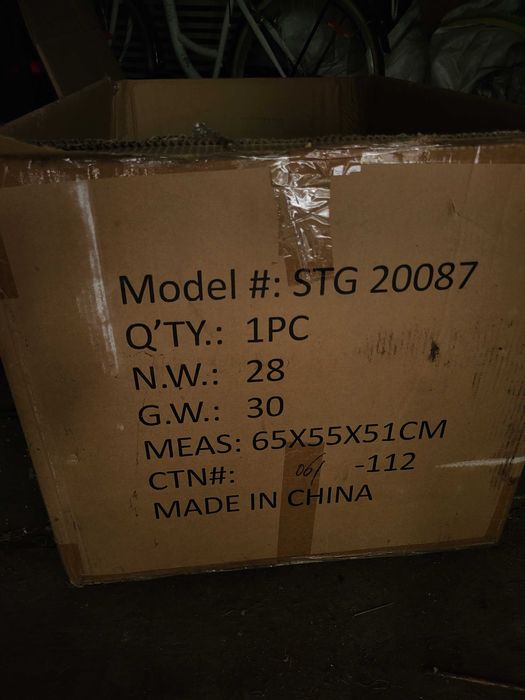 Model #: STG 20087
Q'TY.: 1PC
N.W.: 28
G.W.: 30
MEAS: 65X55X51CM
CTN#: 061 -112
MADE IN CHINA